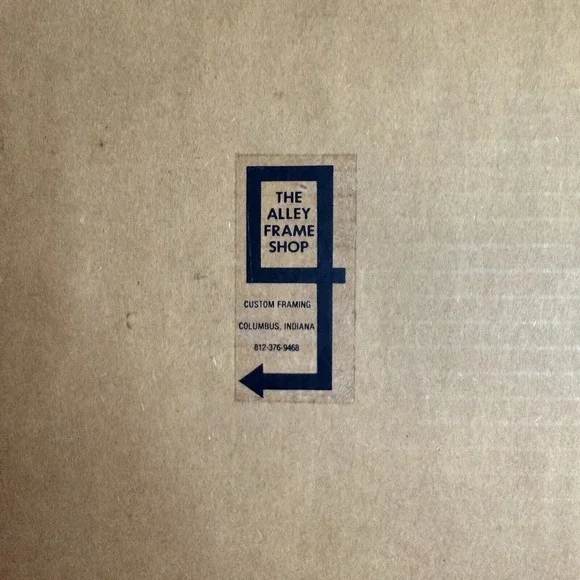 THE
ALLEY
FRAME
SHOP
CUSTOM FRAMING
COLUMBUS, INDIANA
812-376-9468